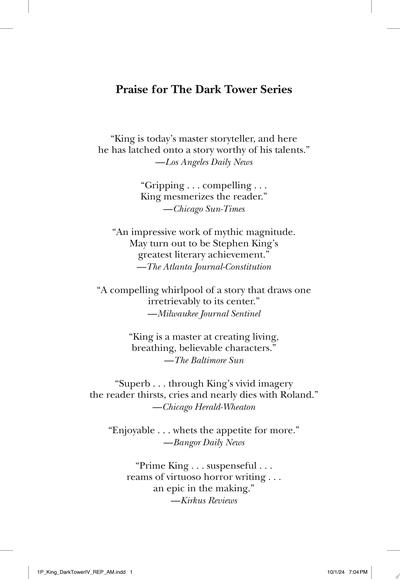 Praise for The Dark Tower Series
“King is today’s master storyteller, and here
he has latched onto a story worthy of his talents.”
—Los Angeles Daily News
“Gripping . . . compelling . . .
King mesmerizes the reader.”
—Chicago Sun-Times
“An impressive work of mythic magnitude.
May turn out to be Stephen King’s
greatest literary achievement.”
—The Atlanta Journal-Constitution
“A compelling whirlpool of a story that draws one
irretrievably to its center.”
—Milwaukee Journal Sentinel
“King is a master at creating living,
breathing, believable characters.”
—The Baltimore Sun
“Superb . . . through King’s vivid imagery
the reader thirsts, cries and nearly dies with Roland.”
—Chicago Herald-Wheaton
“Enjoyable . . . whets the appetite for more.”
—Bangor Daily News
“Prime King . . . suspenseful . . .
reams of virtuoso horror writing . . .
an epic in the making.”
—Kirkus Reviews
1P_King_DarkTowerIV_REP_AM.indd 1 10/1/24 7:04 PM